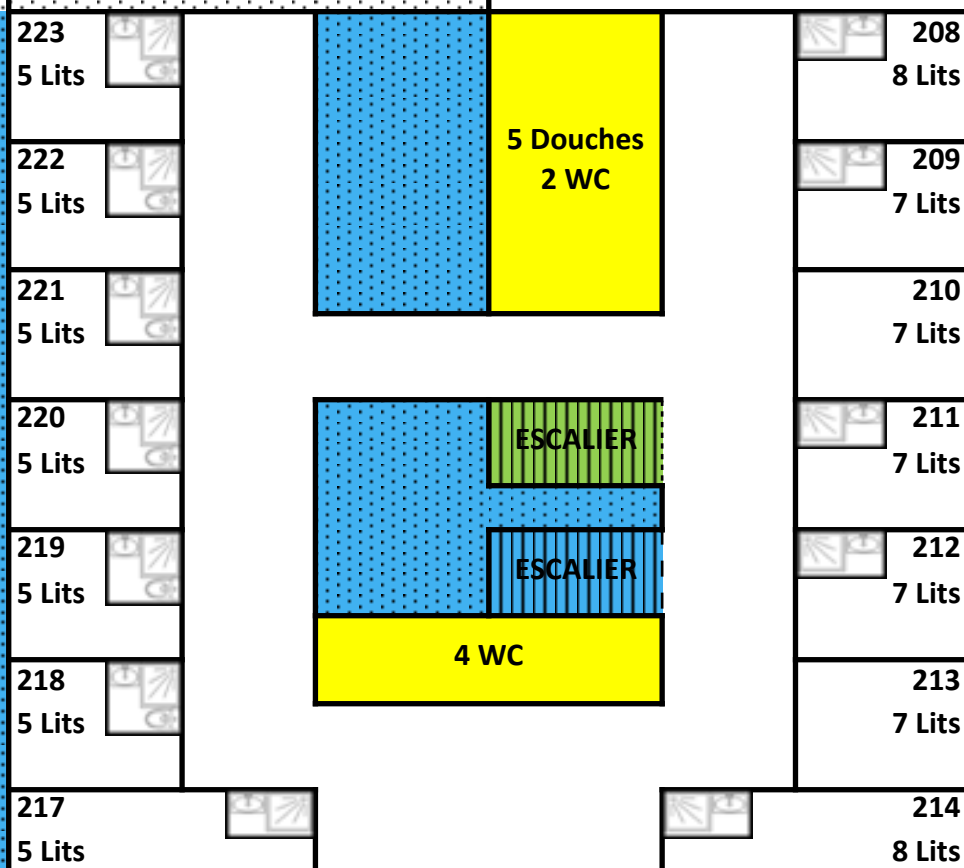 223
5 Lits
222
5 Lits
221
5 Lits
220
5 Lits
219
5 Lits
218
5 Lits
217
5 Lits
5 Douches
2 WC
ESCALIER
ESCALIER
4 WC
208
8 Lits
209
7 Lits
210
7 Lits
211
7 Lits
212
7 Lits
213
7 Lits
214
8 Lits